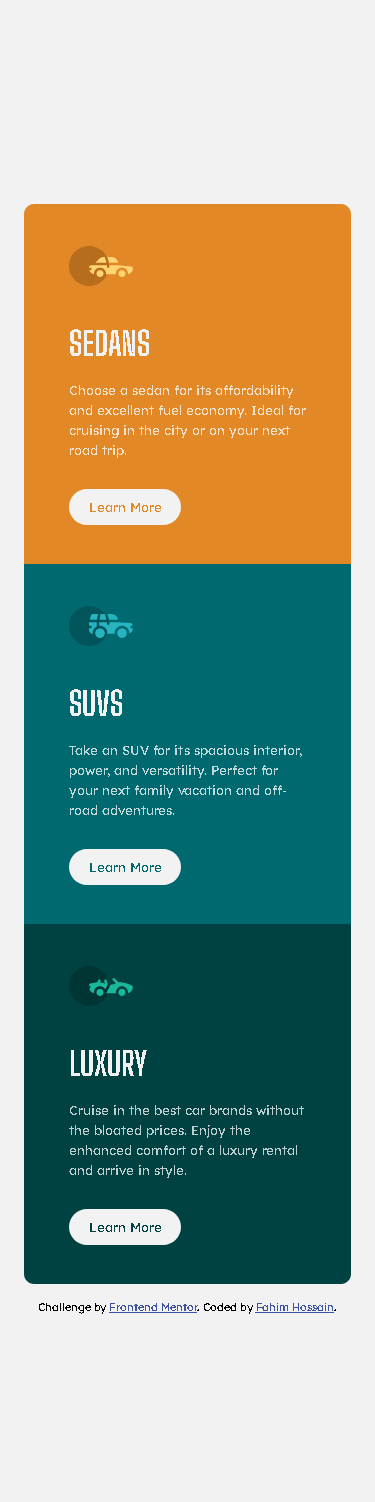 SEDANS
Choose a sedan for its affordability
and excellent fuel economy. Ideal for
cruising in the city or on your next
road trip.
Learn More
SUVS
Take an SUV for its spacious interior,
power, and versatility. Perfect for
your next family vacation and off-
road adventures.
Learn More
LUXURY
Cruise in the best car brands without
the bloated prices. Enjoy the
enhanced comfort of a luxury rental
and arrive in style.
Learn More
Challenge by Frontend Mentor. Coded by Fahim Hossain.